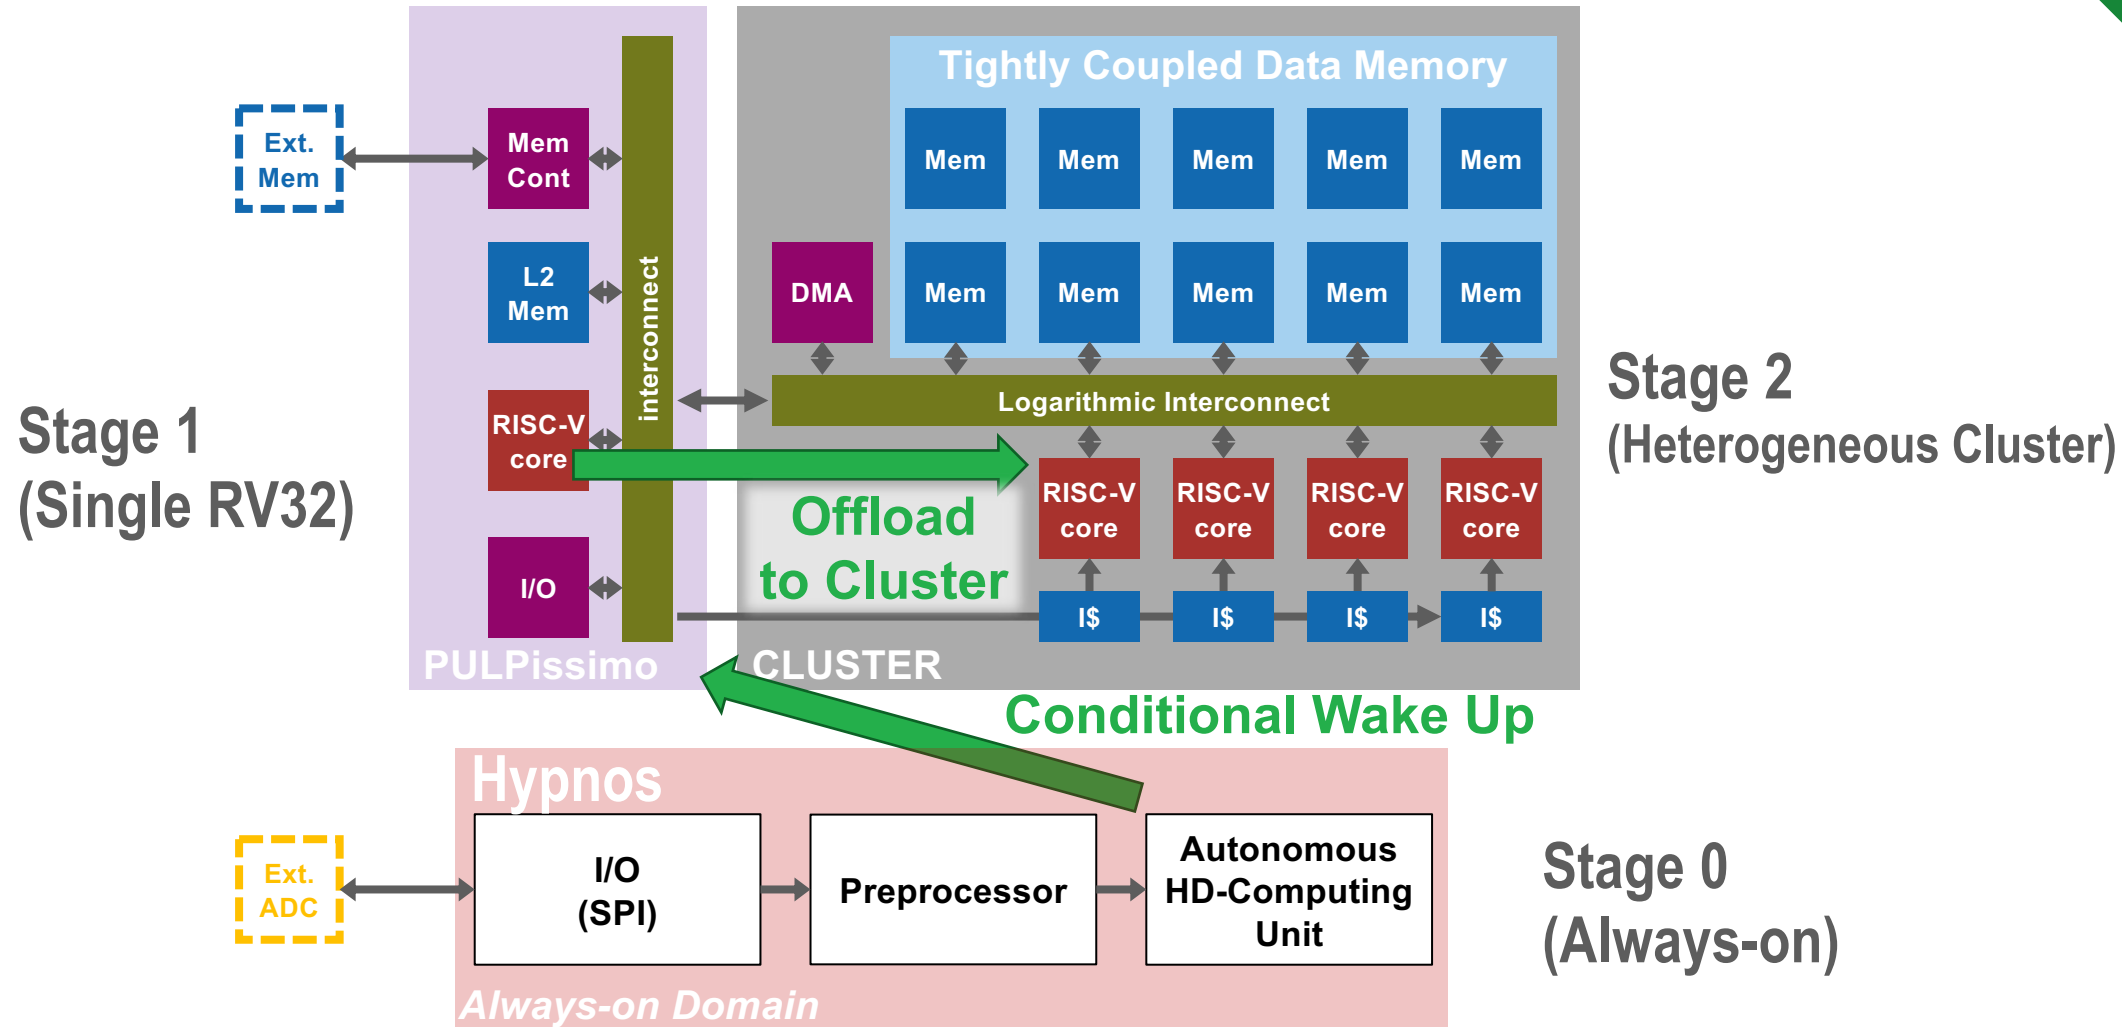 Tightly Coupled Data Memory
Ext.
Mem
Mem
Cont
Mem
Mem
Mem
Mem
Mem
L2
Mem
interconnect
DMA
Mem
Mem
Mem
Mem
Mem
Logarithmic Interconnect
Stage 1
(Single RV32)
RISC-V
core
Stage 2
(Heterogeneous Cluster)
Offload
to Cluster
RISC-V
core
RISC-V
core
RISC-V
core
RISC-V
core
I/O
I$
I$
I$
I$
PULPissimo
CLUSTER
Conditional Wake Up
Hypnos
Ext.
ADC
I/O
(SPI)
Preprocessor
Autonomous
HD-Computing
Unit
Stage 0
(Always-on)
Always-on Domain